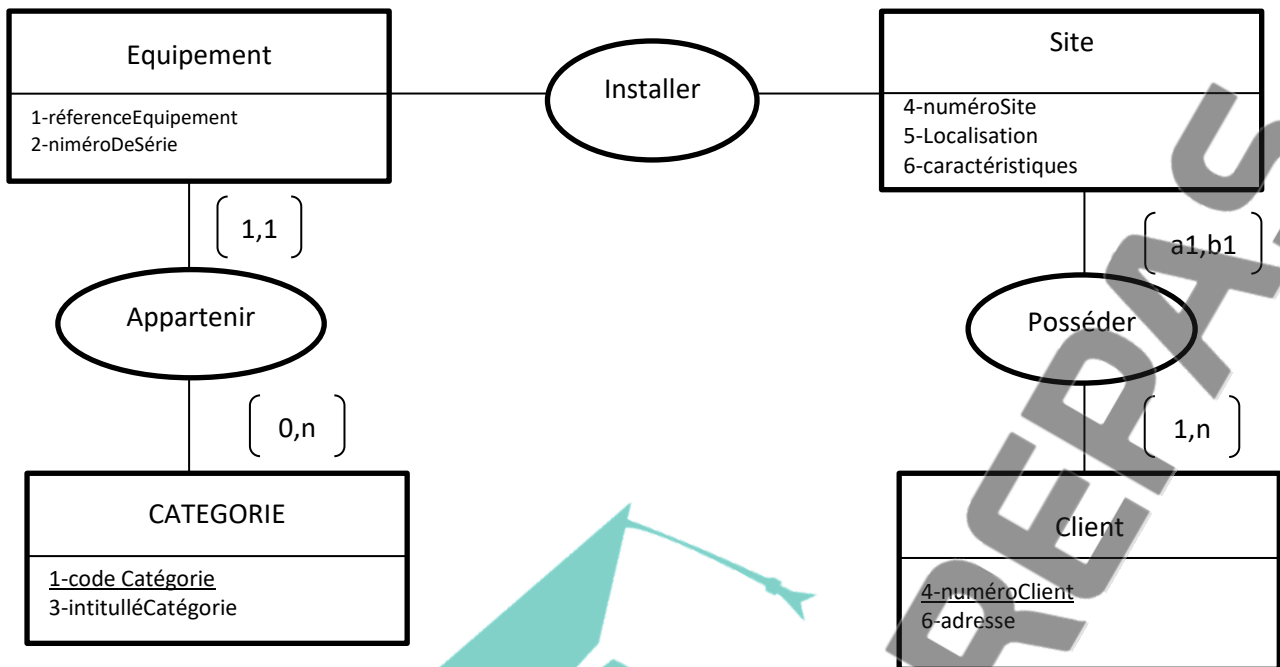 Equipement
1-réferenceEquipement
2-niméroDeSérie
Installer
Site
4-numéroSite
5-Localisation
6-caractéristiques
1,1
a1,b1
Appartenir
Posséder
0,n
1,n
CATEGORIE
1-code Catégorie
3-intitulléCatégorie
Client
4-numéroClient
6-adresse
REPAS